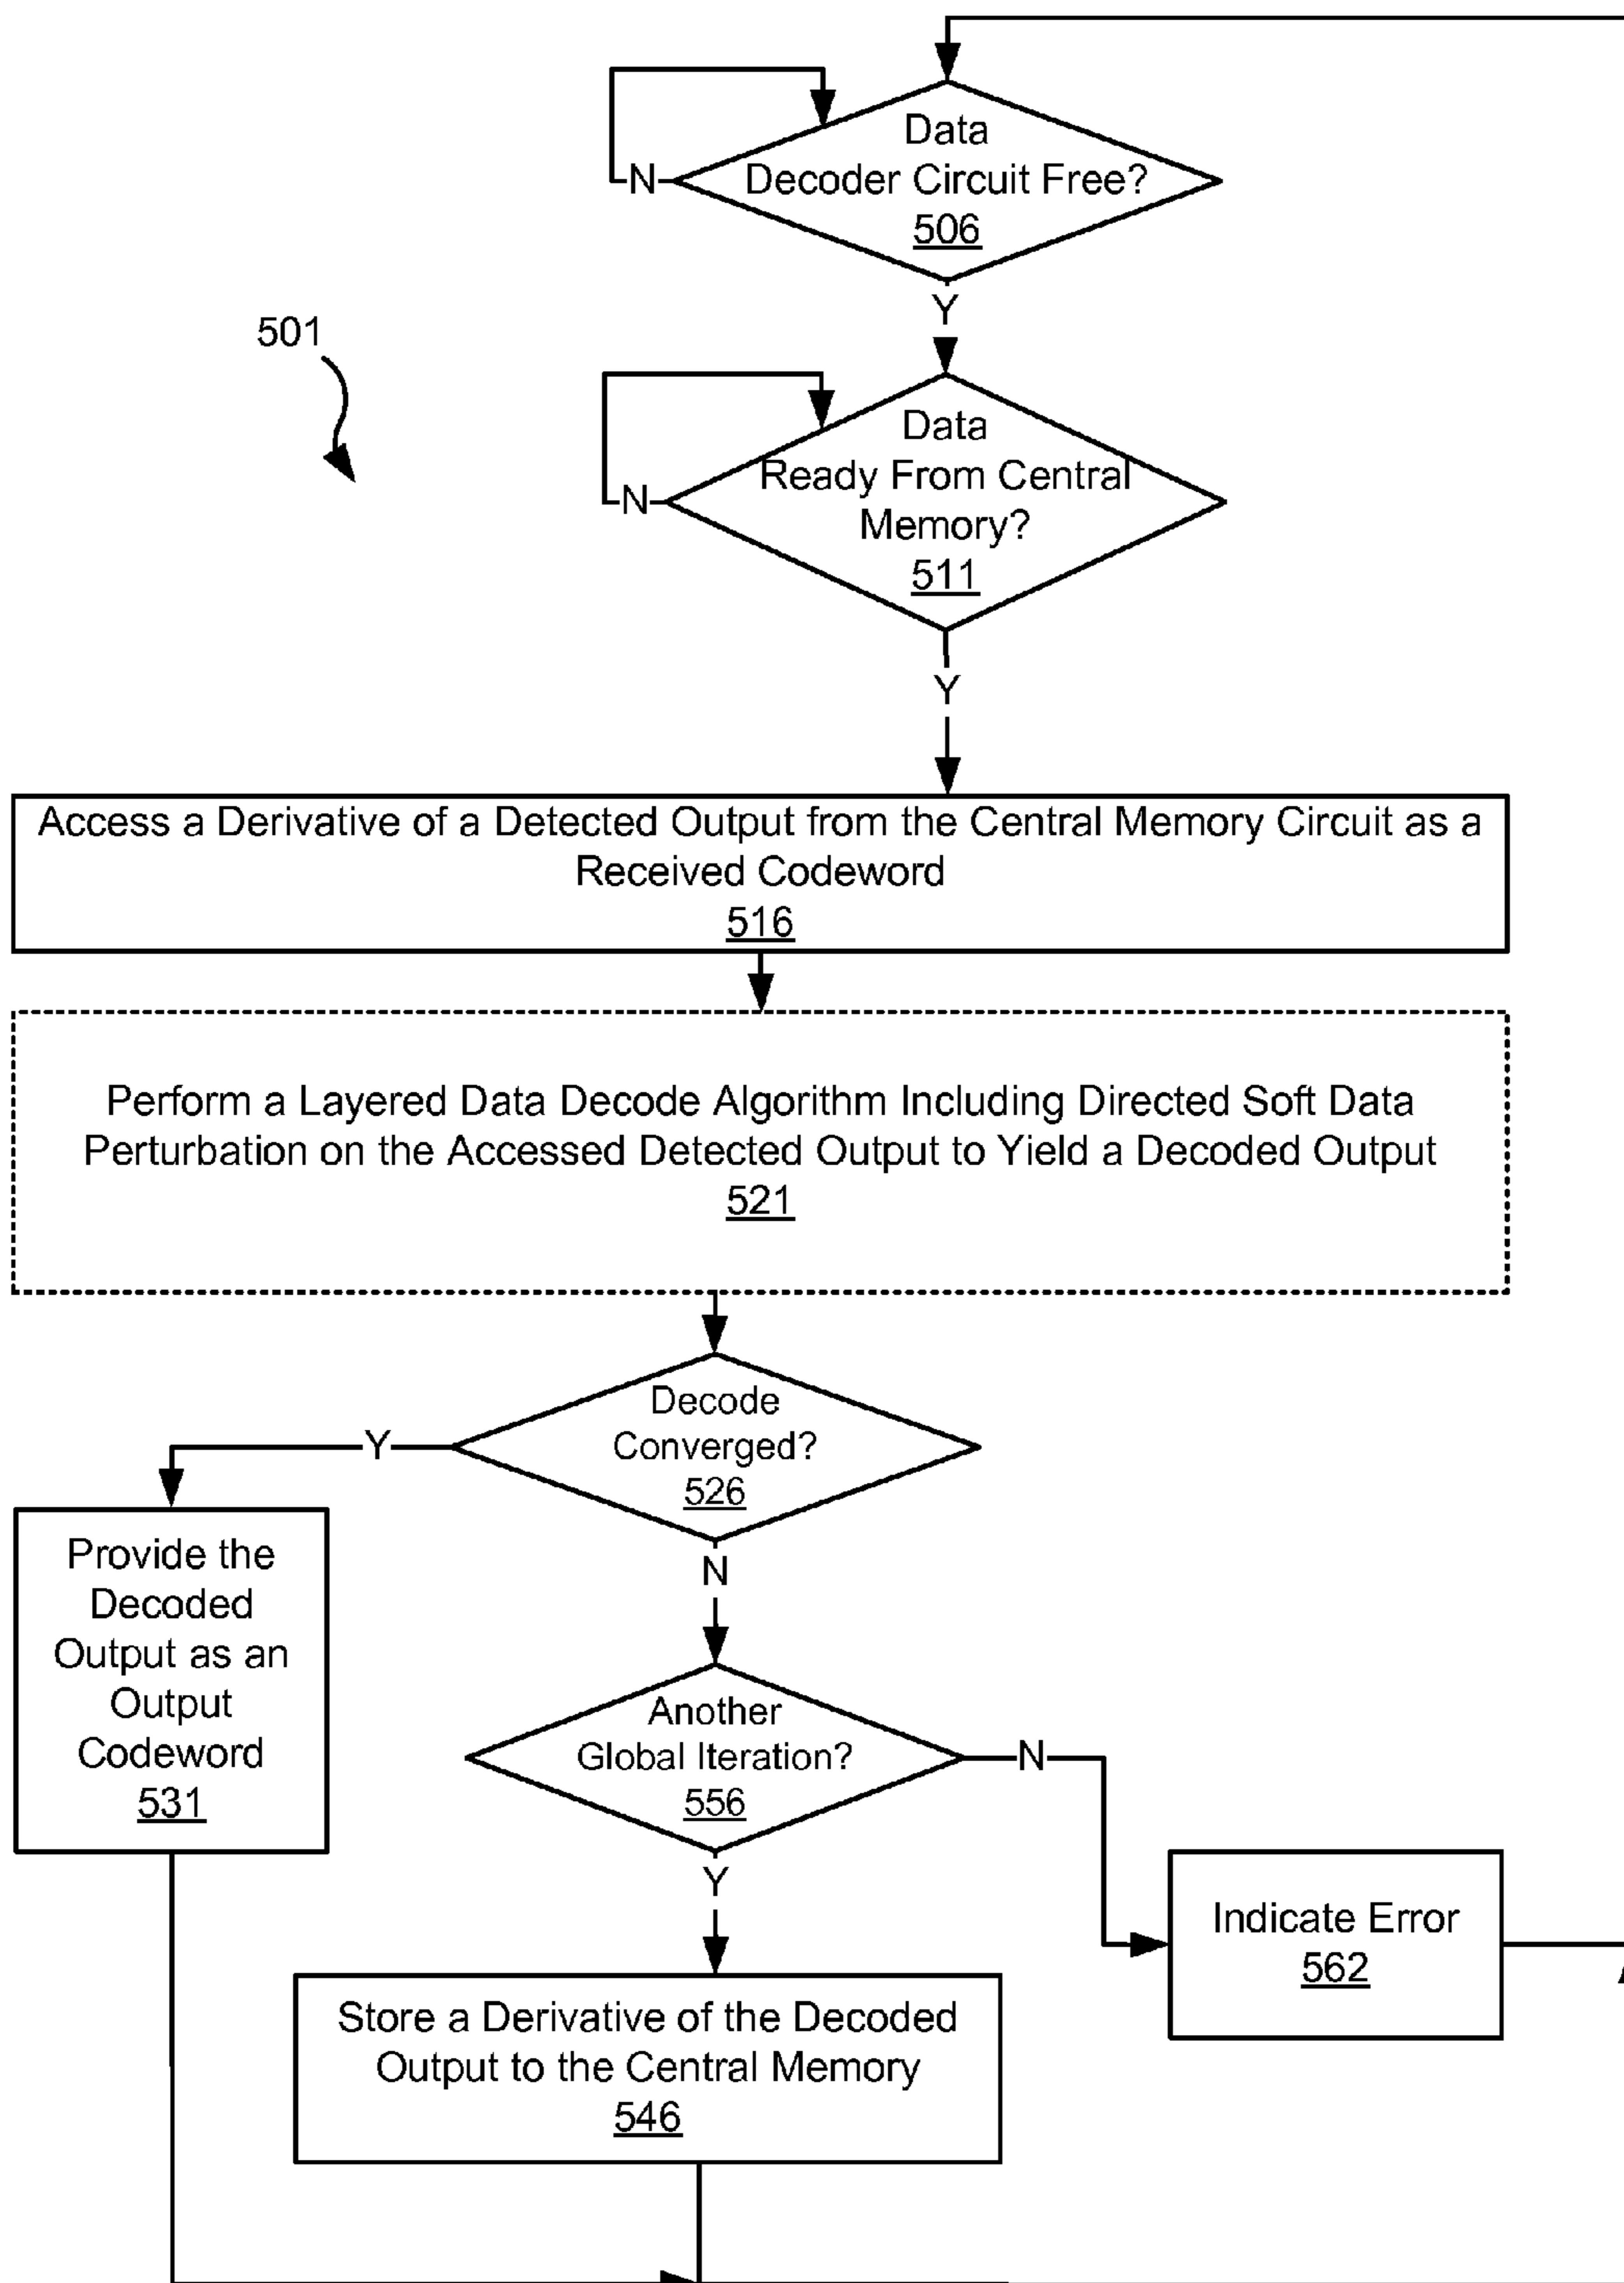 Data
Decoder Circuit Free?
506
N
Y
501
Data
Ready From Central
Memory?
511
N
Y
Access a Derivative of a Detected Output from the Central Memory Circuit as a
Received Codeword
516
Perform a Layered Data Decode Algorithm Including Directed Soft Data
Perturbation on the Accessed Detected Output to Yield a Decoded Output
521
Decode
Converged?
526
Y
N
Provide the
Decoded
Output as an
Output
Codeword
531
Another
Global Iteration?
556
N
Y
Indicate Error
562
Store a Derivative of the Decoded
Output to the Central Memory
546